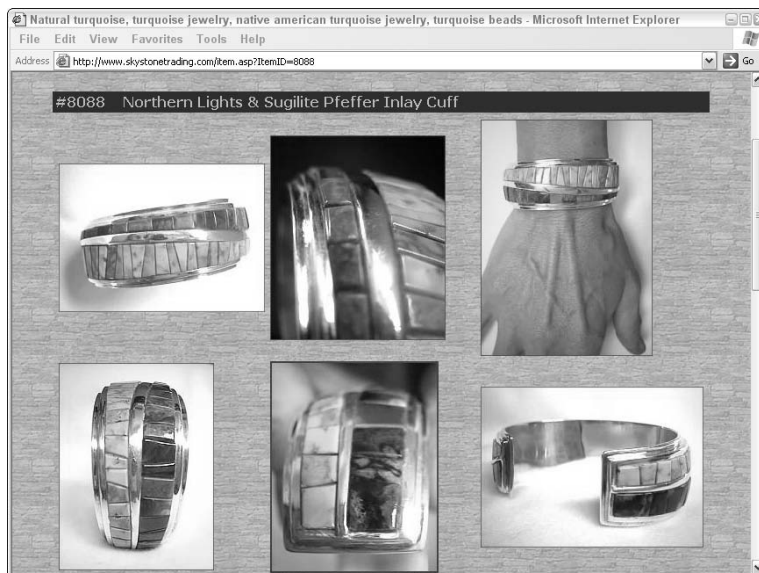 Natural turquoise, turquoise jewelry, native american turquoise jewelry, turquoise beads - Microsoft Internet Explorer
File Edit View Favorites Tools Help
Address http://www.skystonetrading.com/item.asp?ItemID=8088 Go
#8088 Northern Lights & Sugilite Pfeffer Inlay Cuff